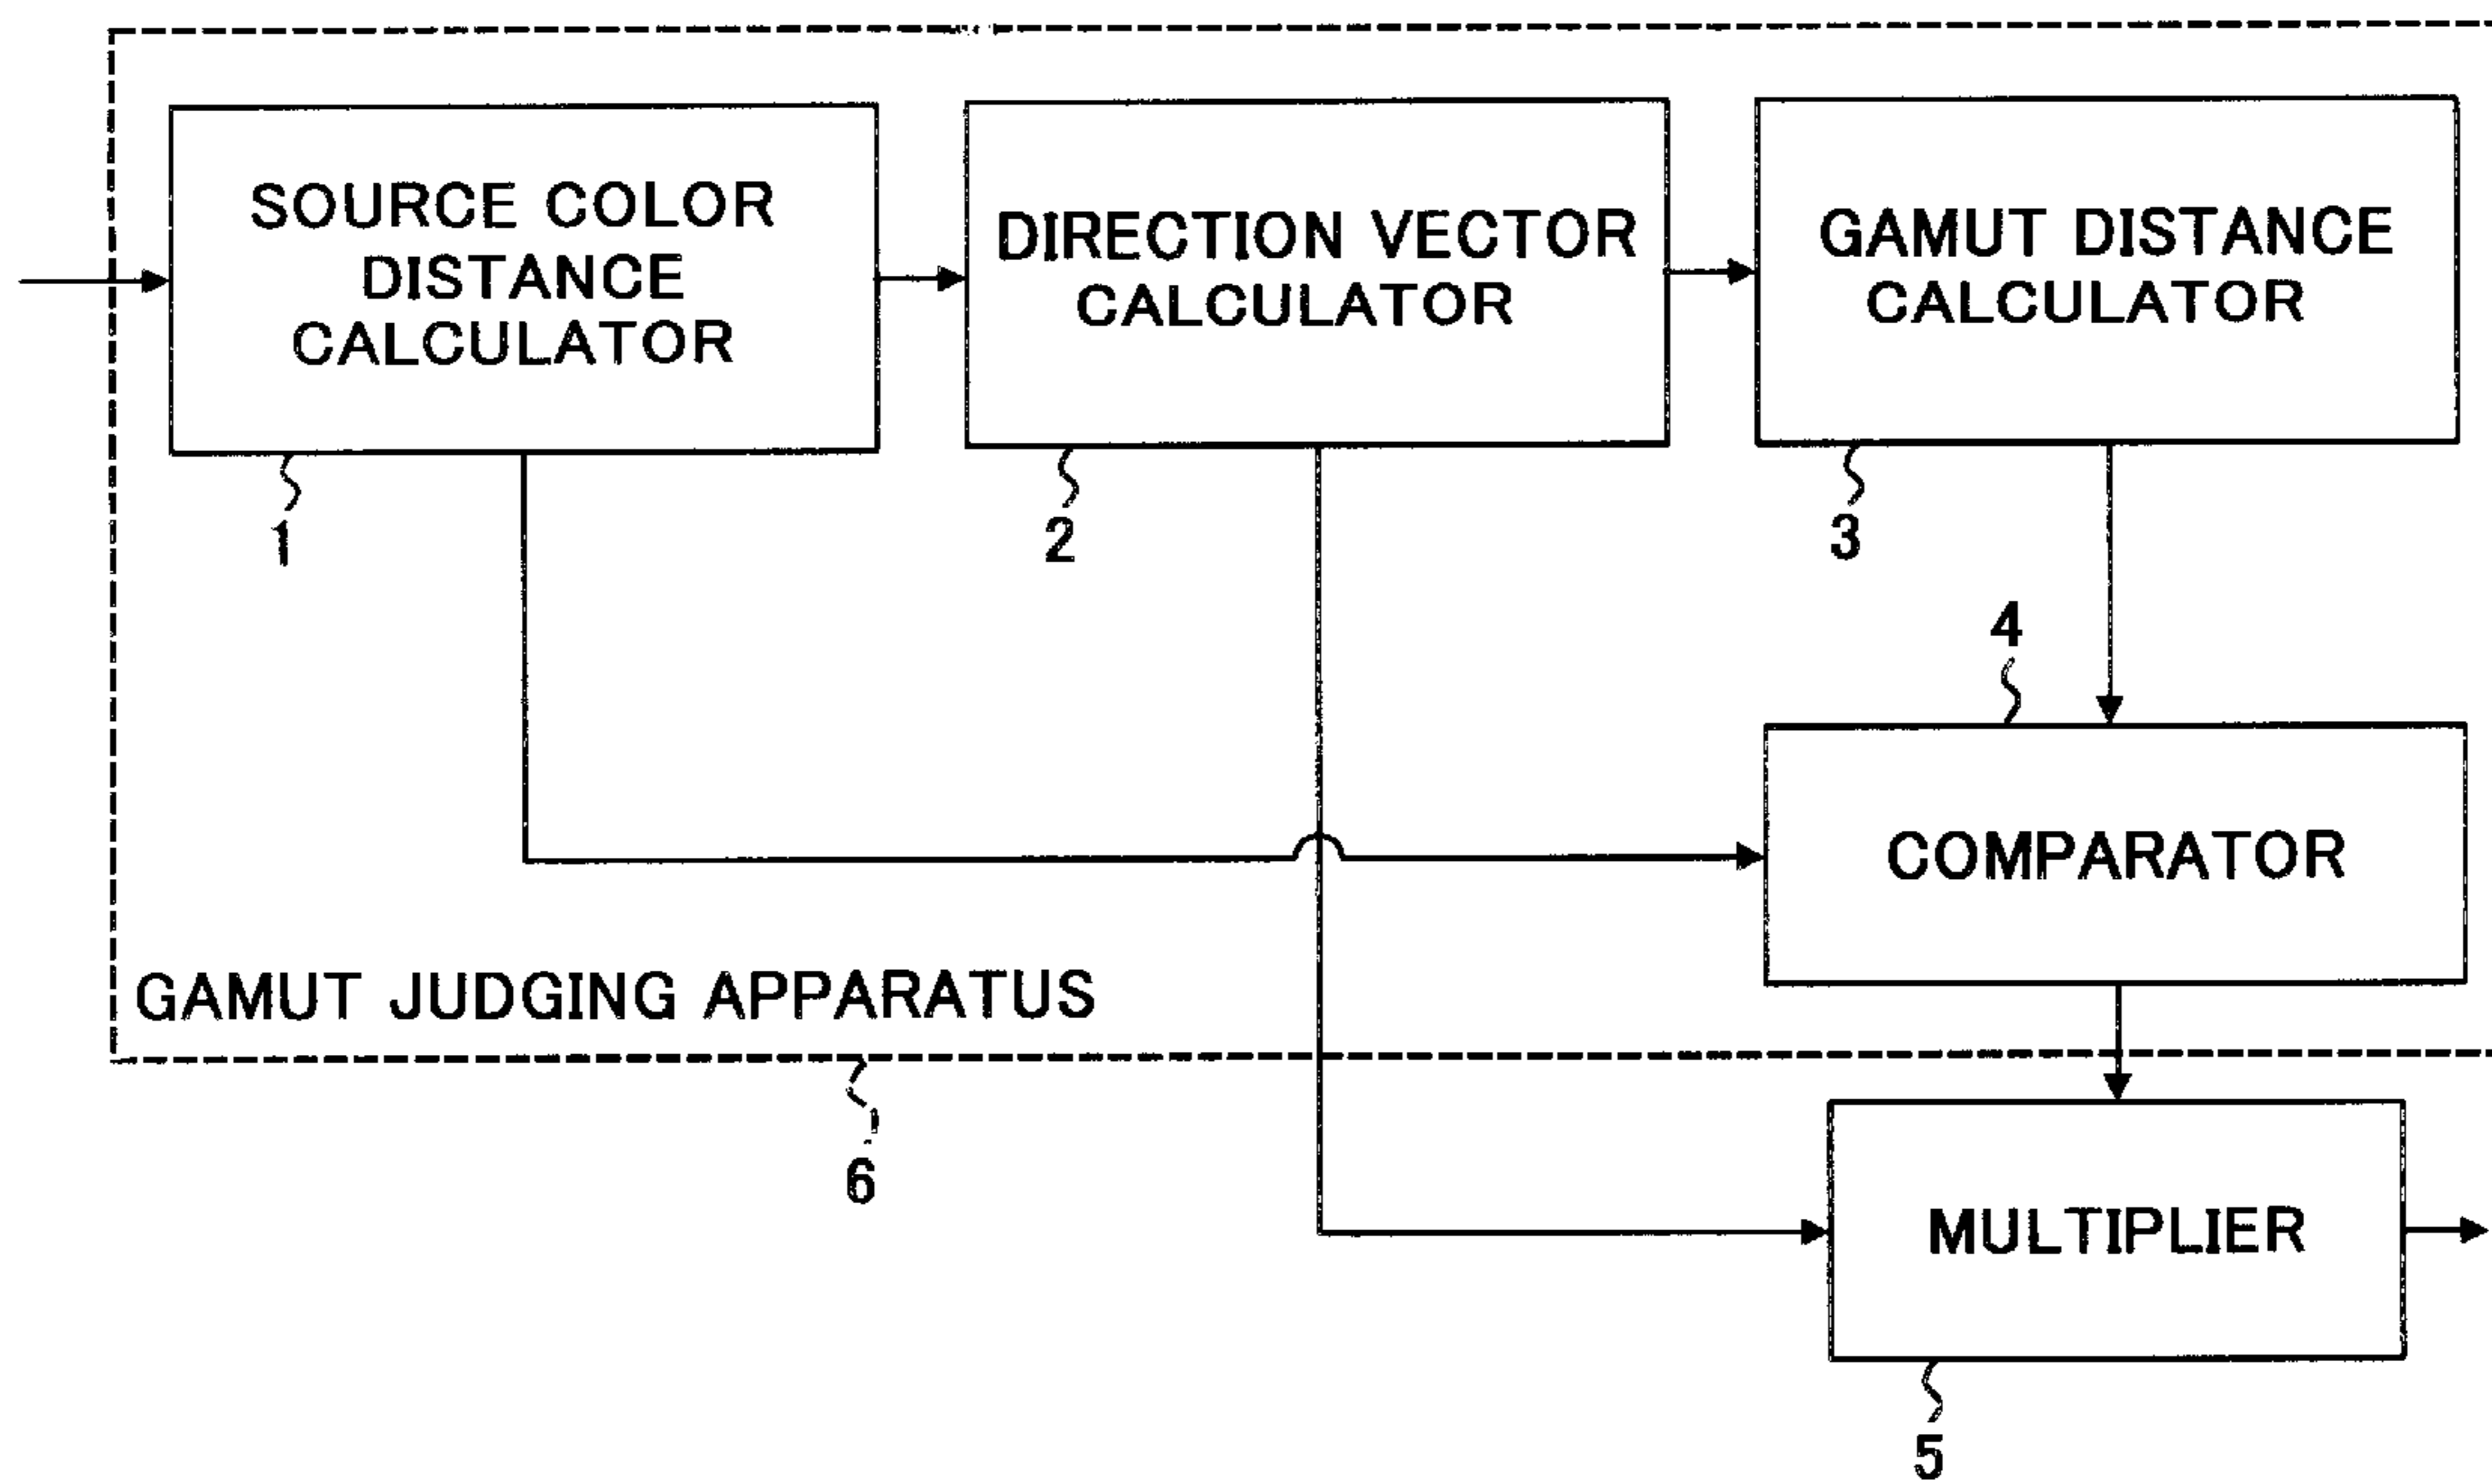 SOURCE COLOR
DISTANCE
CALCULATOR
DIRECTION VECTOR
CALCULATOR
GAMUT DISTANCE
CALCULATOR
1
2
3
4
COMPARATOR
GAMUT JUDGING APPARATUS
6
MULTIPLIER
5